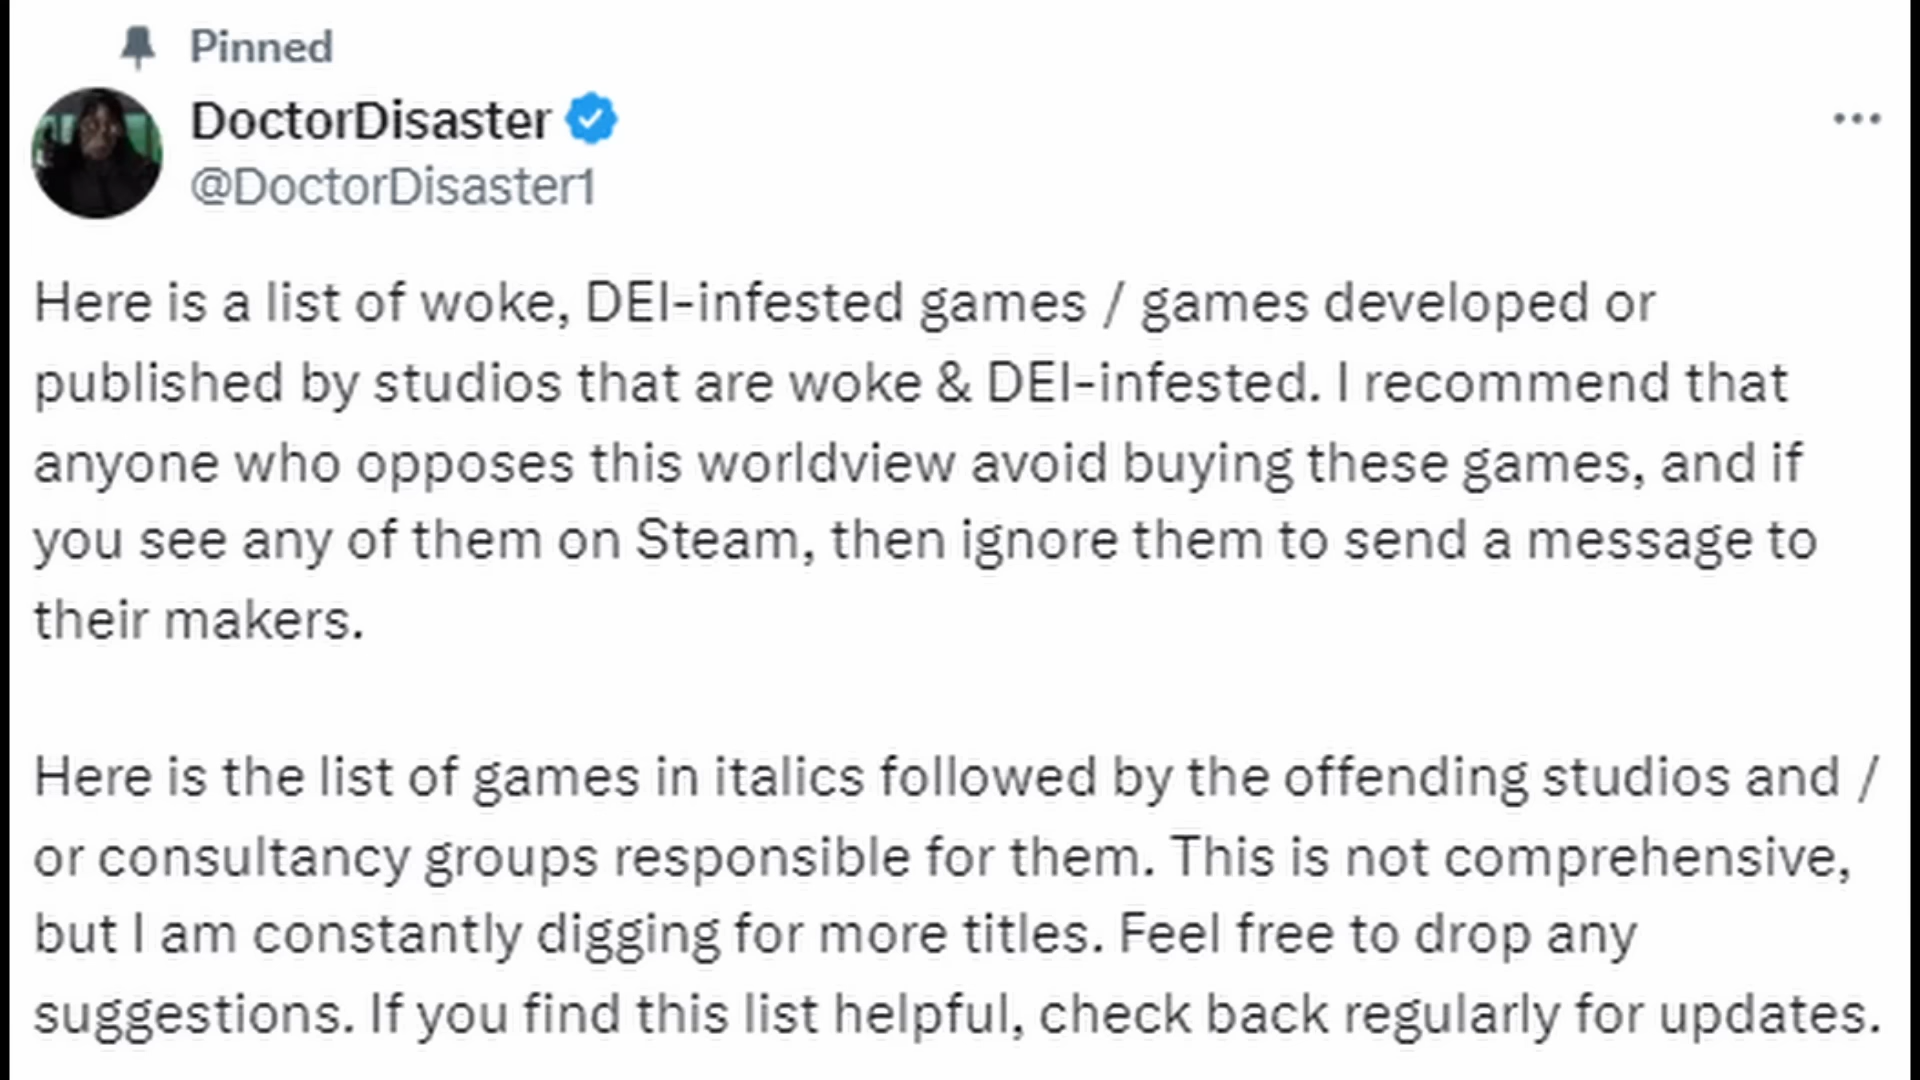 Pinned
DoctorDisaster
@DoctorDisaster1
Here is a list of woke, DEI-infested games / games developed or
published by studios that are woke & DEI-infested. I recommend that
anyone who opposes this worldview avoid buying these games, and if
you see any of them on Steam, then ignore them to send a message to
their makers.
Here is the list of games in italics followed by the offending studios and /
or consultancy groups responsible for them. This is not comprehensive,
but I am constantly digging for more titles. Feel free to drop any
suggestions. If you find this list helpful, check back regularly for updates.